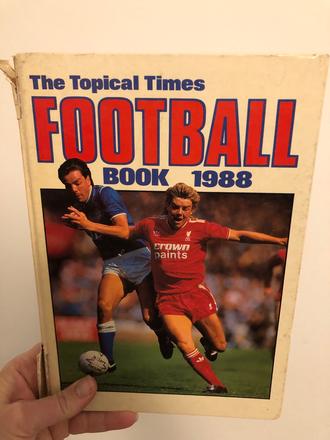 The Topical Times
FOOTBALL
BOOK 1988
crown
paints